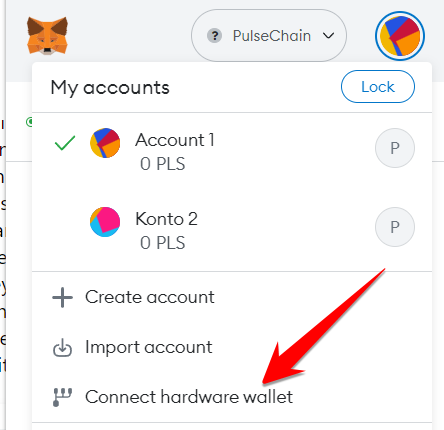 ? PulseChain
My accounts
Lock
Account 1
0 PLS
P
Konto 2
0 PLS
P
Create account
Import account
Connect hardware wallet